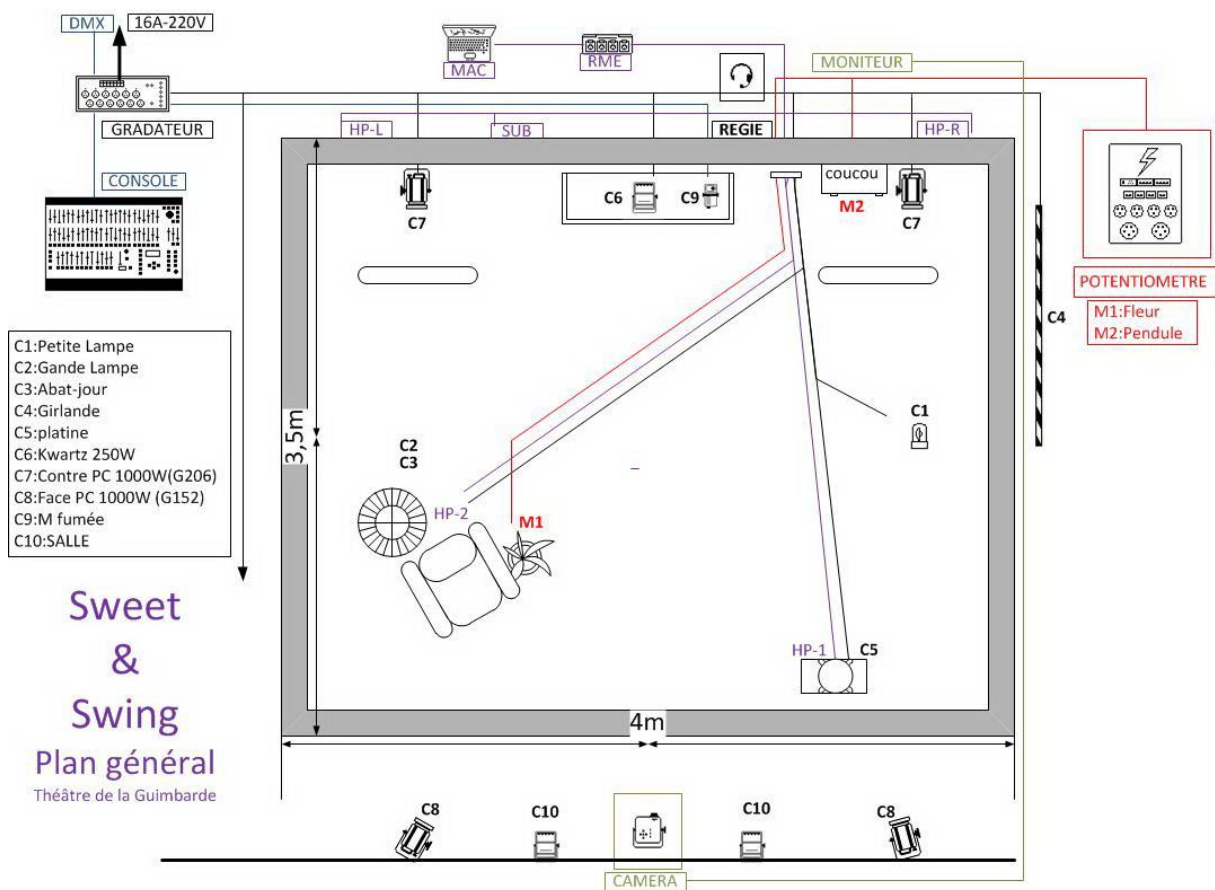 DMX
16A-220V
MAC
RME
MONITEUR
GRADATEUR
HP-L
SUB
REGIE
HP-R
CONSOLE
coucou
C6
C9
M2
C7
C7
POTENTIOMETRE
M1:Fleur
M2:Pendule
C4
C1:Petite Lampe
C2:Gande Lampe
C3:Abat-jour
C4:Girlande
C5:platine
C6:Kwartz 250W
C7:Contre PC 1000W(G206)
C8:Face PC 1000W (G152)
C9:M fumée
C10:SALLE
3,5m
C2
C3
C1
HP-2
M1
HP-1
C5
Sweet
&
Swing
Plan général
Théâtre de la Guimbarde
4m
C8
C10
C10
C8
CAMERA